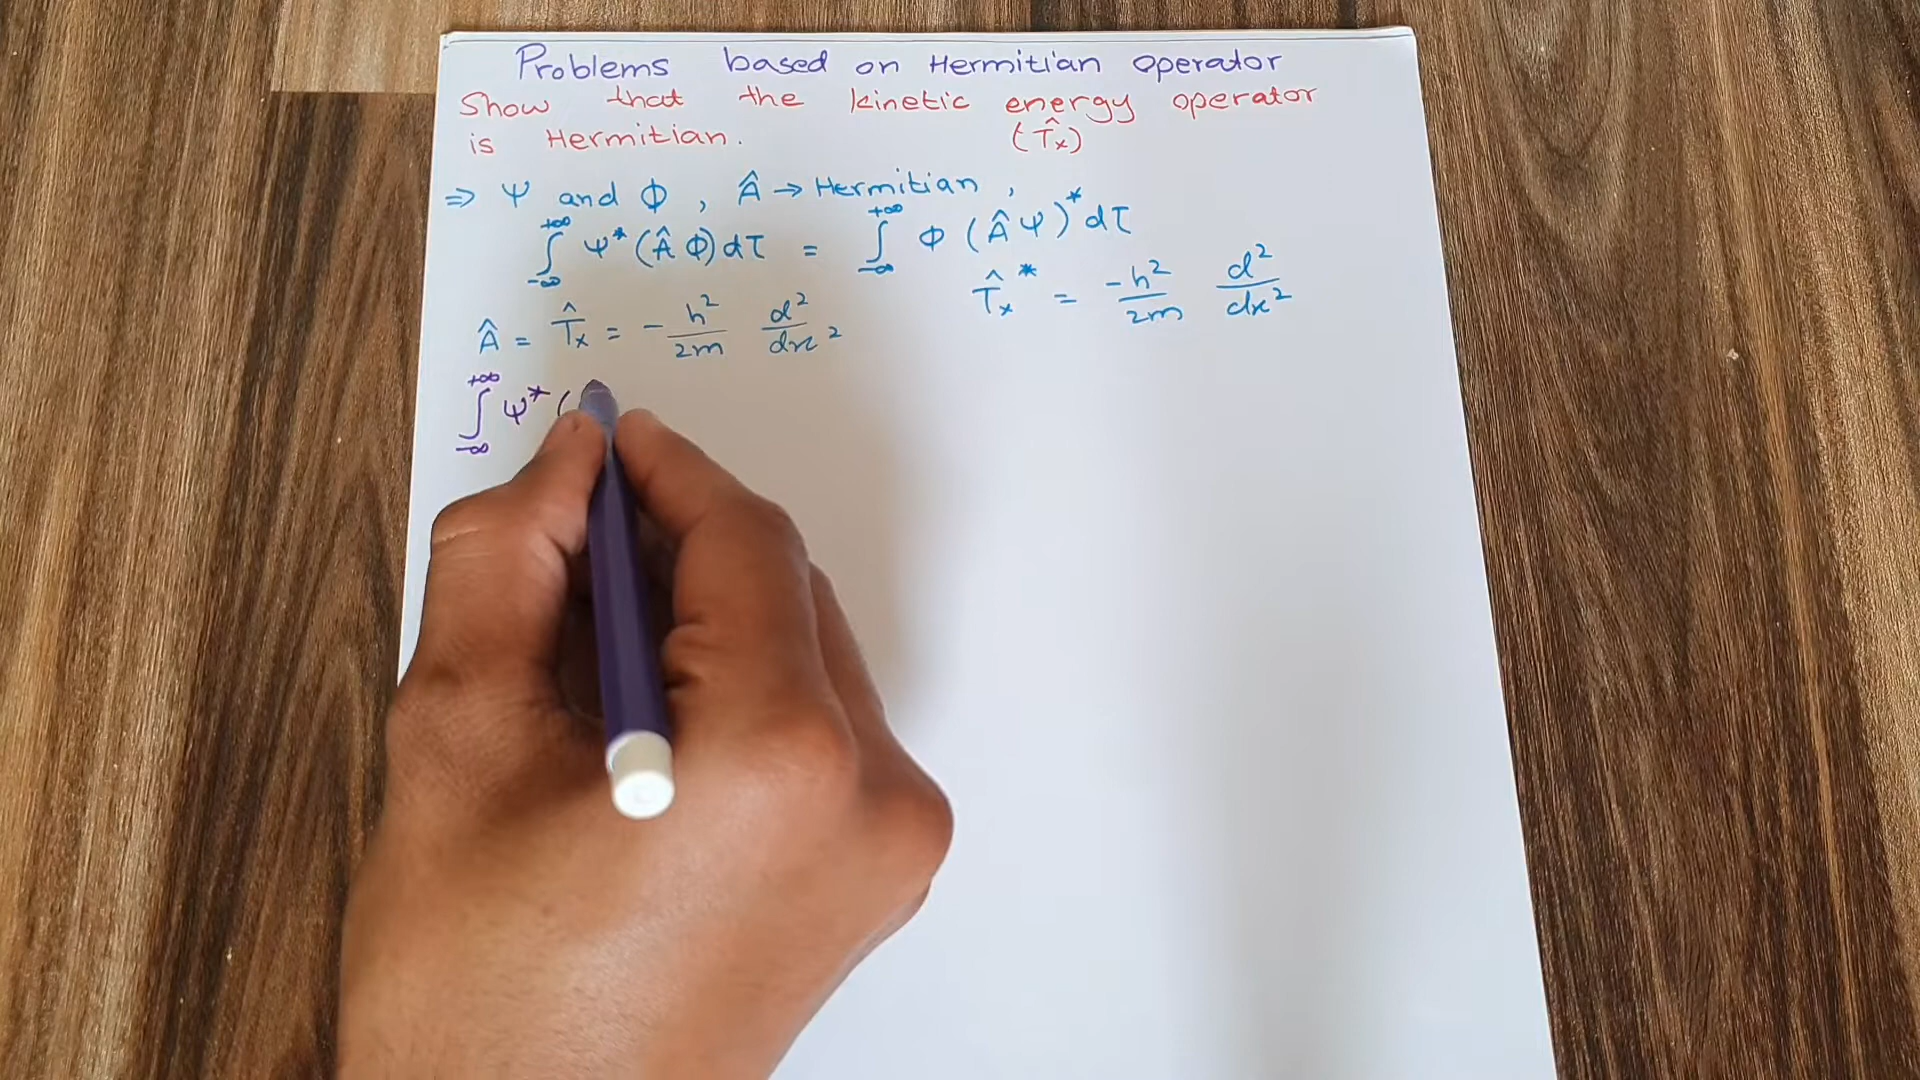 Problems based on Hermitian operator
Show that the kinetic energy operator
is Hermitian. (T̂x)
⇒ Ψ and Φ , Â → Hermitian ,
∫_{-∞}^{+∞} Ψ* (Â Φ) dτ = ∫_{-∞}^{+∞} Φ (Â Ψ)* dτ
T̂x* = -h²/2m d²/dx²
Â = T̂x = - h²/2m d²/dx²
∫_{-∞}^{+∞} Ψ* (